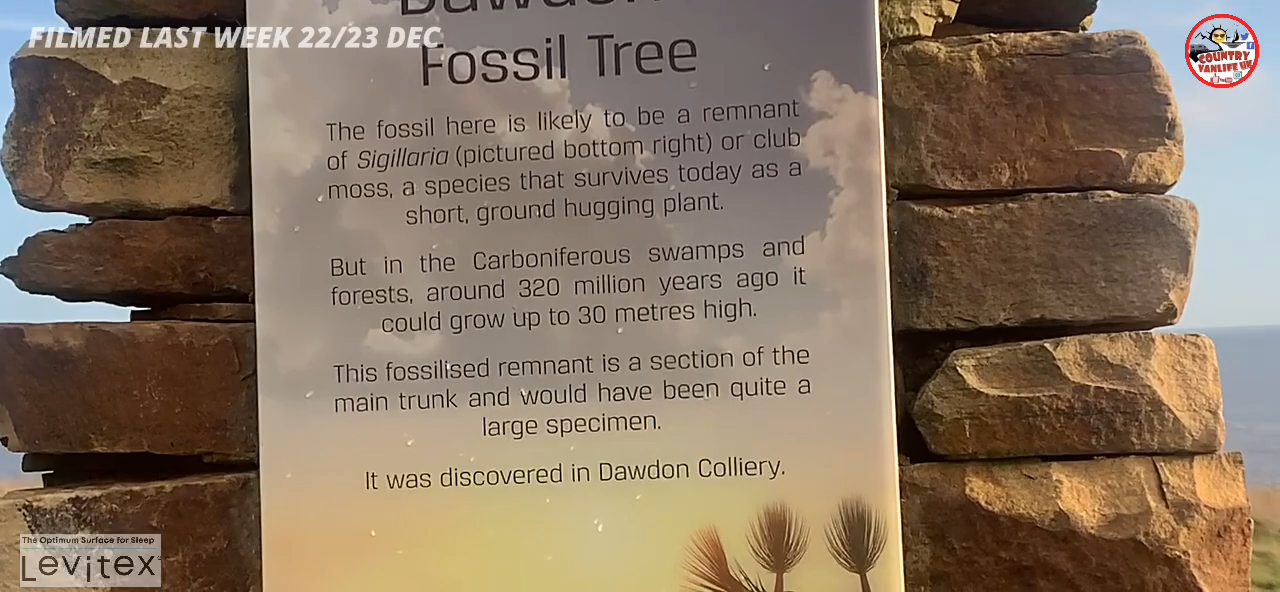 FILMED LAST WEEK 22/23 DEC
COUNTRY
VANLIFE UK
Dawdon
Fossil Tree
The fossil here is likely to be a remnant
of Sigillaria (pictured bottom right) or club
moss, a species that survives today as a
short, ground hugging plant.
But in the Carboniferous swamps and
forests, around 320 million years ago it
could grow up to 30 metres high.
This fossilised remnant is a section of the
main trunk and would have been quite a
large specimen.
It was discovered in Dawdon Colliery.
The Optimum Surface for Sleep
Levitex